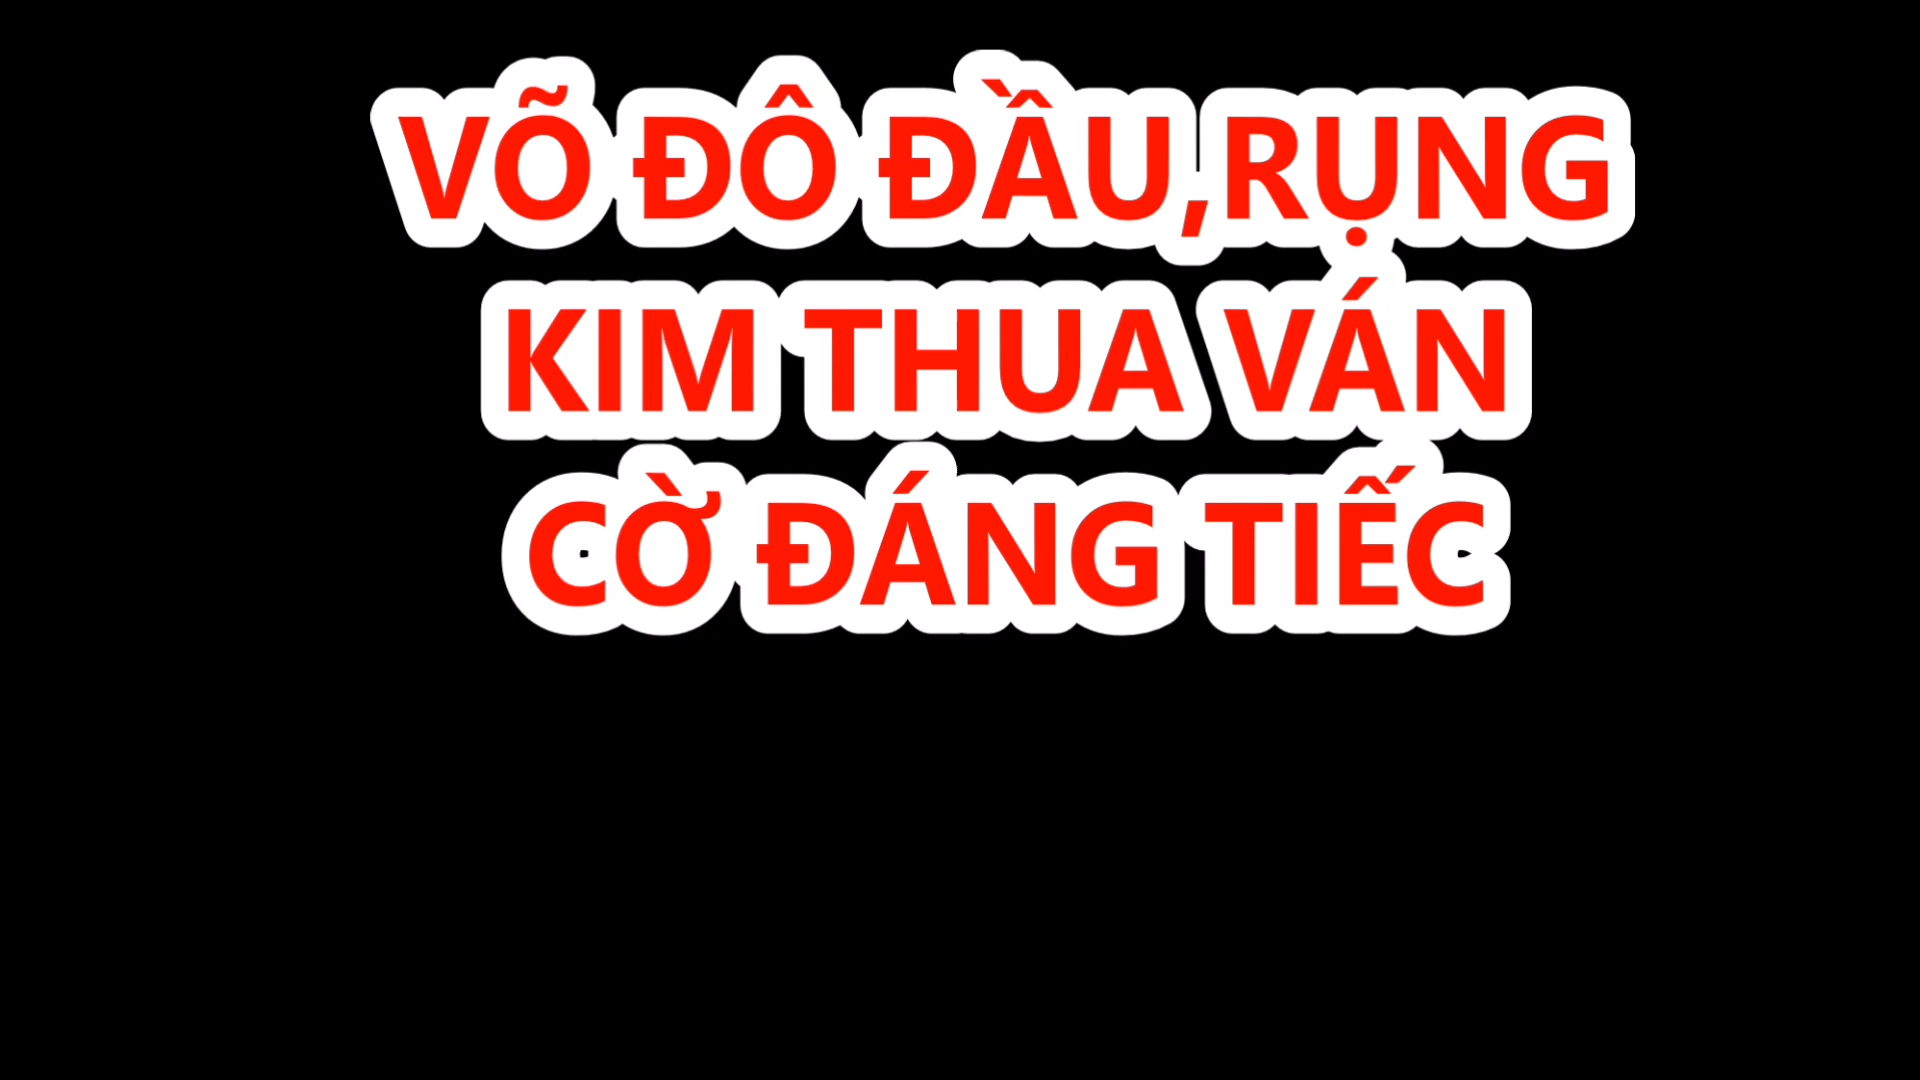 VÕ ĐÔ ĐẦU,RỤNG
KIM THUA VÁN
CỜ ĐÁNG TIẾC